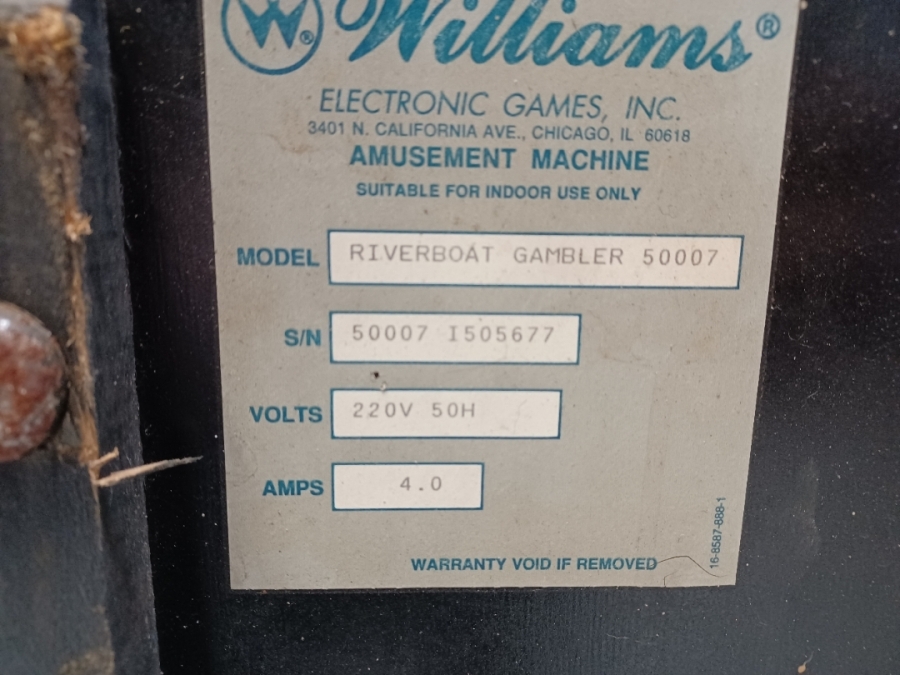 W®
Williams®
ELECTRONIC GAMES, INC.
3401 N. CALIFORNIA AVE., CHICAGO, IL 60618
AMUSEMENT MACHINE
SUITABLE FOR INDOOR USE ONLY
MODEL RIVERBOAT GAMBLER 50007
S/N 50007 I505677
VOLTS 220V 50H
AMPS 4.0
WARRANTY VOID IF REMOVED
16-8587-888-1